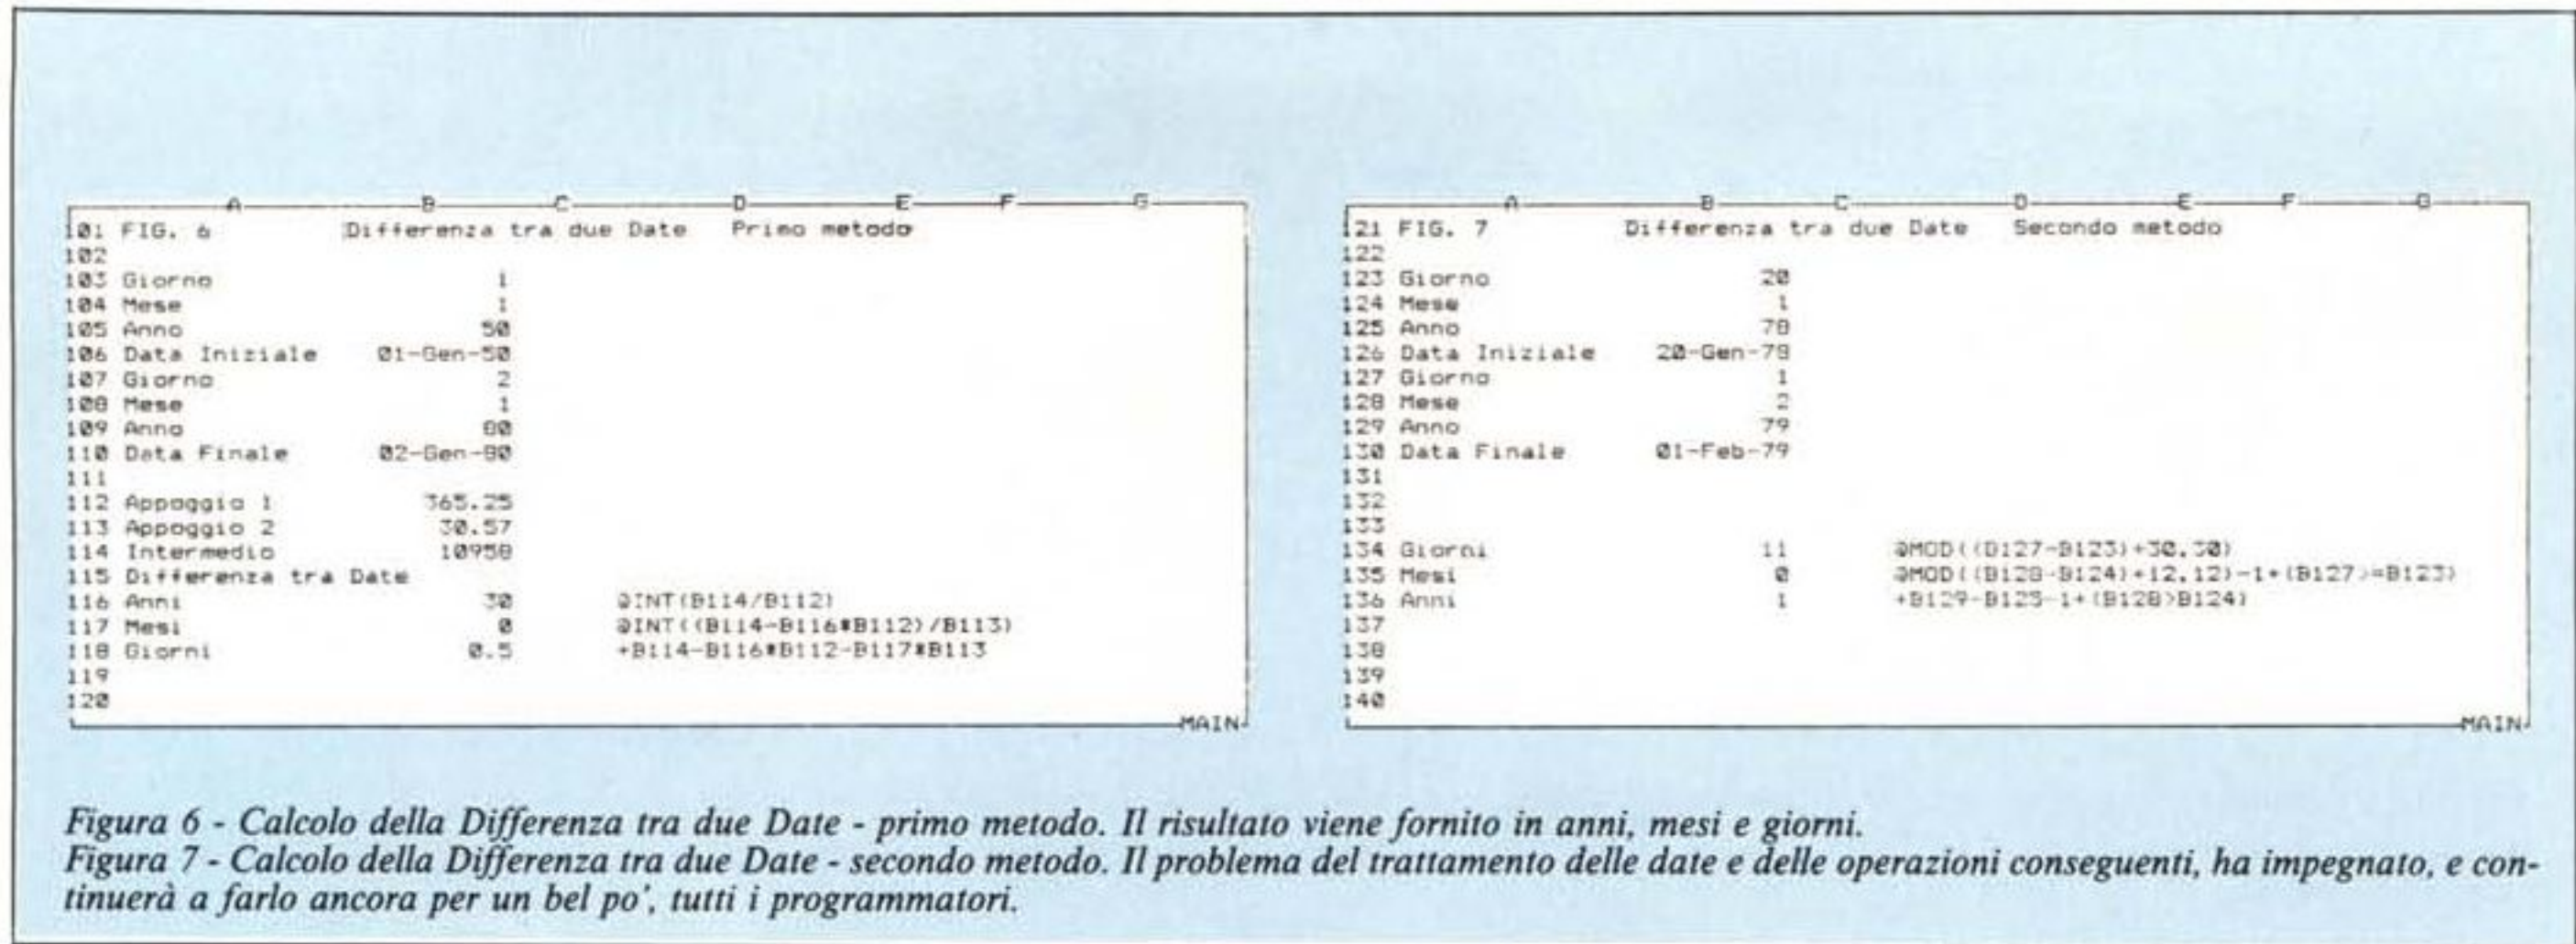 A B C D E F G
101 FIG. 6 Differenza tra due Date Primo metodo
102
103 Giorno 1
104 Mese 1
105 Anno 50
106 Data Iniziale 01-Gen-50
107 Giorno 2
108 Mese 1
109 Anno 80
110 Data Finale 02-Gen-80
111
112 Appoggio 1 365.25
113 Appoggio 2 30.57
114 Intermedio 10958
115 Differenza tra Date
116 Anni 30 @INT(B114/B112)
117 Mesi 0 @INT((B114-B116*B112)/B113)
118 Giorni 0.5 +B114-B116*B112-B117*B113
119
120
MAIN
A B C D E F G
121 FIG. 7 Differenza tra due Date Secondo metodo
122
123 Giorno 20
124 Mese 1
125 Anno 78
126 Data Iniziale 20-Gen-78
127 Giorno 1
128 Mese 2
129 Anno 79
130 Data Finale 01-Feb-79
131
132
133
134 Giorni 11 @MOD((B127-B123)+30,30)
135 Mesi 0 @MOD((B128-B124)+12,12)-1+(B127>=B123)
136 Anni 1 +B129-B125-1+(B128>B124)
137
138
139
140
MAIN
Figura 6 - Calcolo della Differenza tra due Date - primo metodo. Il risultato viene fornito in anni, mesi e giorni.
Figura 7 - Calcolo della Differenza tra due Date - secondo metodo. Il problema del trattamento delle date e delle operazioni conseguenti, ha impegnato, e con-
tinuerà a farlo ancora per un bel po', tutti i programmatori.